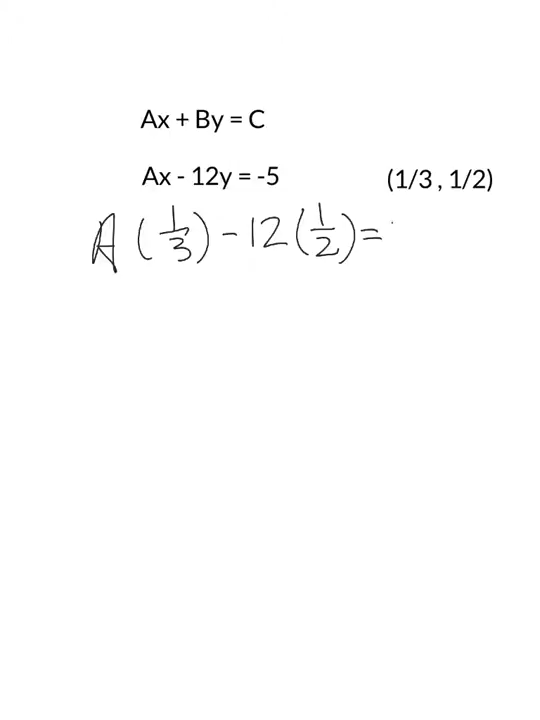 Ax + By = C
Ax - 12y = -5 (1/3 , 1/2)
A (1/3) - 12 (1/2) =